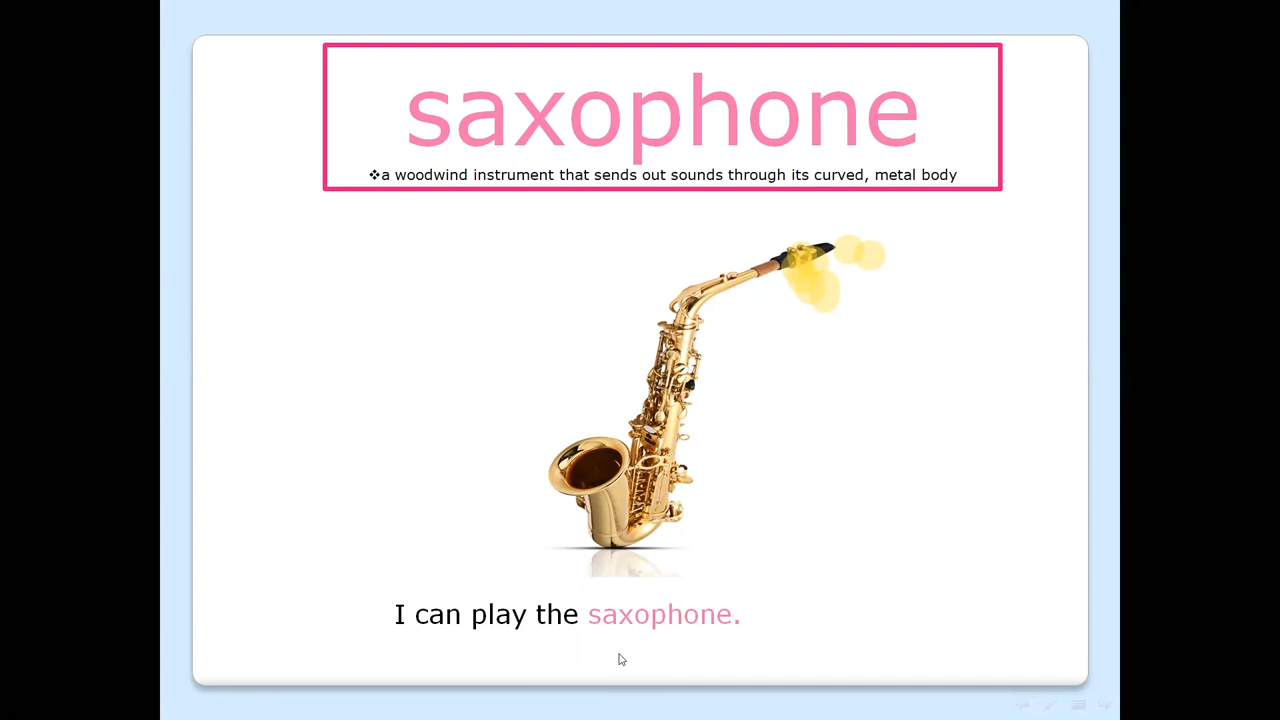 saxophone
❖a woodwind instrument that sends out sounds through its curved, metal body
I can play the saxophone.